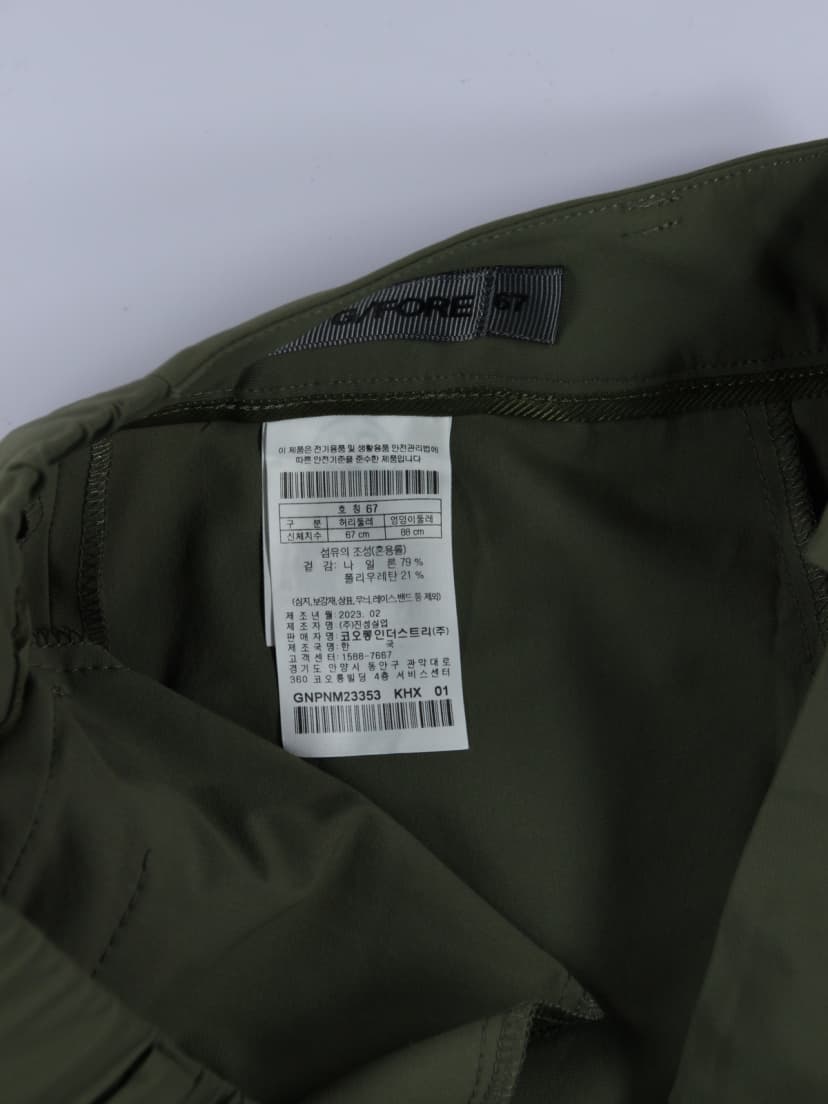 G/FORE 67
이 제품은 전기용품 및 생활용품 안전관리법에
따른 안전기준을 준수한 제품입니다
호 칭 67
구 분 허리둘레 엉덩이둘레
신체치수 67 cm 88 cm
섬유의 조성(혼용률)
겉 감: 나 일 론 79 %
폴리우레탄 21 %
(심지,보강재,상표,무늬,레이스,밴드 등 제외)
제 조 년 월: 2023. 02
제 조 자 명: (주)진성실업
판 매 자 명: 코오롱인더스트리(주)
제 조 국 명: 한 국
고 객 센 터: 1588-7667
경기도 안양시 동안구 관악대로
360 코오롱빌딩 4층 서비스센터
GNPNM23353 KHX 01